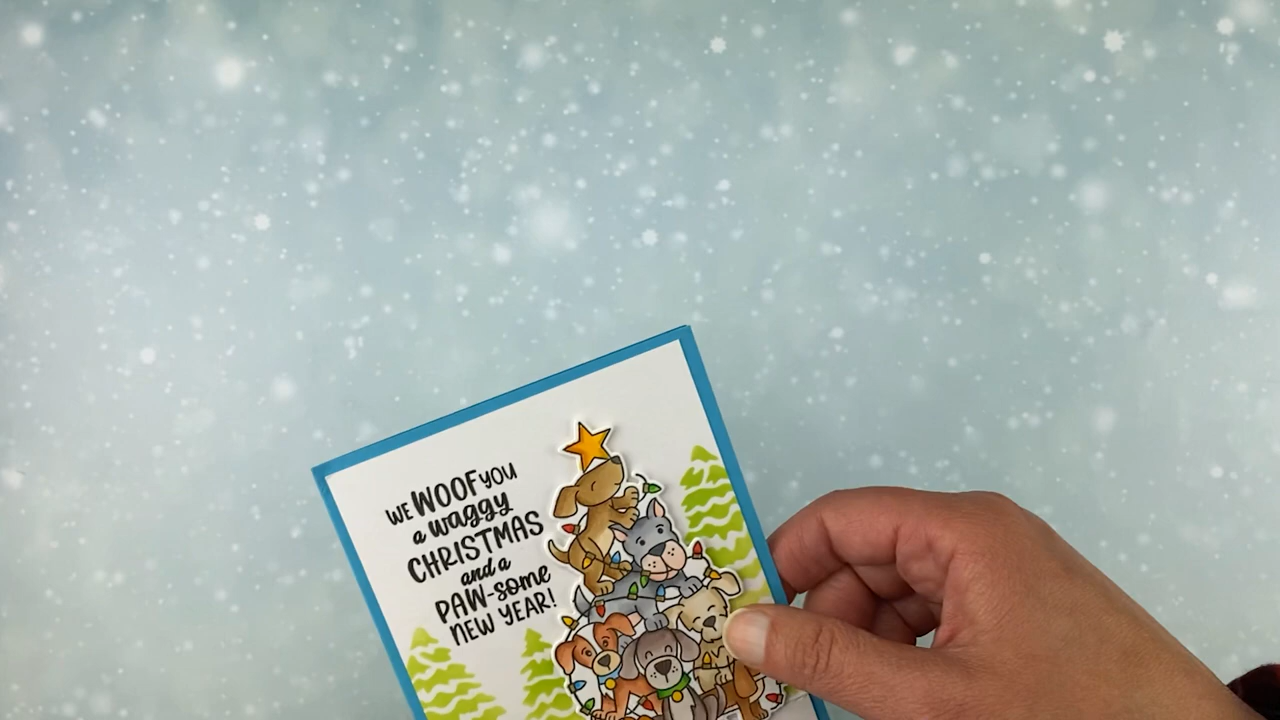 WE WOOF YOU
a waggy
CHRISTMAS
and a
PAW-some
NEW YEAR!